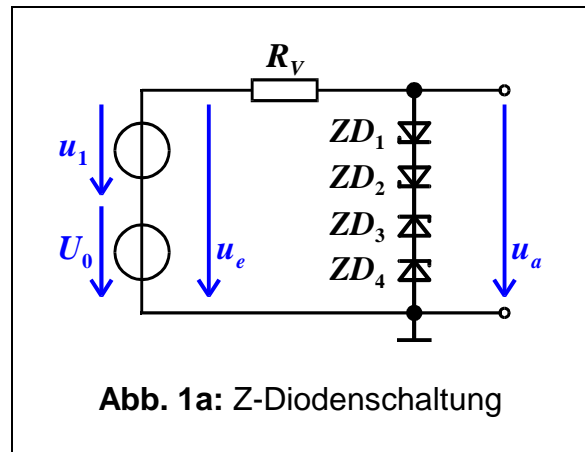 R_V
u_1
U_0
u_e
ZD_1
ZD_2
ZD_3
ZD_4
u_a
Abb. 1a: Z-Diodenschaltung